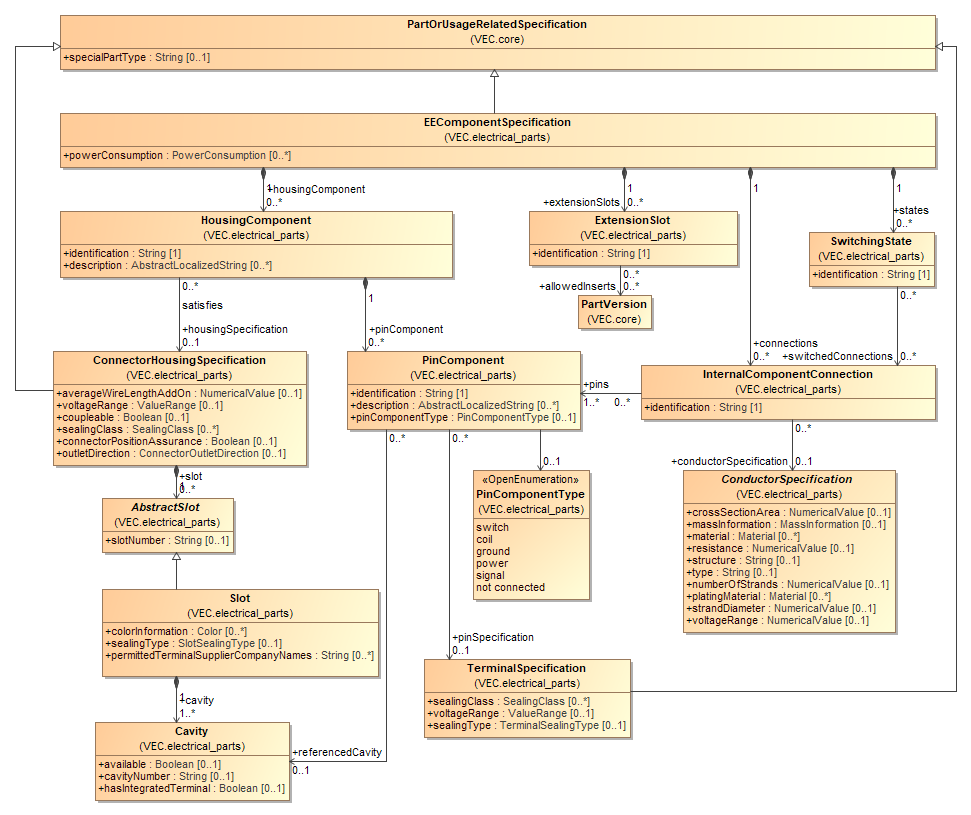 PartOrUsageRelatedSpecification
(VEC.core)
+specialPartType : String [0..1]
EEComponentSpecification
(VEC.electrical_parts)
+powerConsumption : PowerConsumption [0..*]
1
+housingComponent
0..*
1
+extensionSlots
0..*
1
1
+states
0..*
HousingComponent
(VEC.electrical_parts)
+identification : String [1]
+description : AbstractLocalizedString [0..*]
ExtensionSlot
(VEC.electrical_parts)
+identification : String [1]
SwitchingState
(VEC.electrical_parts)
+identification : String [1]
0..*
satisfies
+housingSpecification
0..1
1
+pinComponent
0..*
0..*
+allowedInserts
0..*
PartVersion
(VEC.core)
+connections
0..*
0..*
+switchedConnections
0..*
ConnectorHousingSpecification
(VEC.electrical_parts)
+averageWireLengthAddOn : NumericalValue [0..1]
+voltageRange : ValueRange [0..1]
+coupleable : Boolean [0..1]
+sealingClass : SealingClass [0..*]
+connectorPositionAssurance : Boolean [0..1]
+outletDirection : ConnectorOutletDirection [0..1]
PinComponent
(VEC.electrical_parts)
+identification : String [1]
+description : AbstractLocalizedString [0..*]
+pinComponentType : PinComponentType [0..1]
+pins
1..*
0..*
InternalComponentConnection
(VEC.electrical_parts)
+identification : String [1]
0..*
0..*
0..1
0..*
+conductorSpecification
0..1
1
+slot
0..*
AbstractSlot
(VEC.electrical_parts)
+slotNumber : String [0..1]
«OpenEnumeration»
PinComponentType
(VEC.electrical_parts)
switch
coil
ground
power
signal
not connected
ConductorSpecification
(VEC.electrical_parts)
+crossSectionArea : NumericalValue [0..1]
+massInformation : MassInformation [0..1]
+material : Material [0..*]
+resistance : NumericalValue [0..1]
+structure : String [0..1]
+type : String [0..1]
+numberOfStrands : NumericalValue [0..1]
+platingMaterial : Material [0..*]
+strandDiameter : NumericalValue [0..1]
+voltageRange : NumericalValue [0..1]
Slot
(VEC.electrical_parts)
+colorInformation : Color [0..*]
+sealingType : SlotSealingType [0..1]
+permittedTerminalSupplierCompanyNames : String [0..*]
+pinSpecification
0..1
TerminalSpecification
(VEC.electrical_parts)
+sealingClass : SealingClass [0..*]
+voltageRange : ValueRange [0..1]
+sealingType : TerminalSealingType [0..1]
1
+cavity
1..*
Cavity
(VEC.electrical_parts)
+available : Boolean [0..1]
+cavityNumber : String [0..1]
+hasIntegratedTerminal : Boolean [0..1]
+referencedCavity
0..1